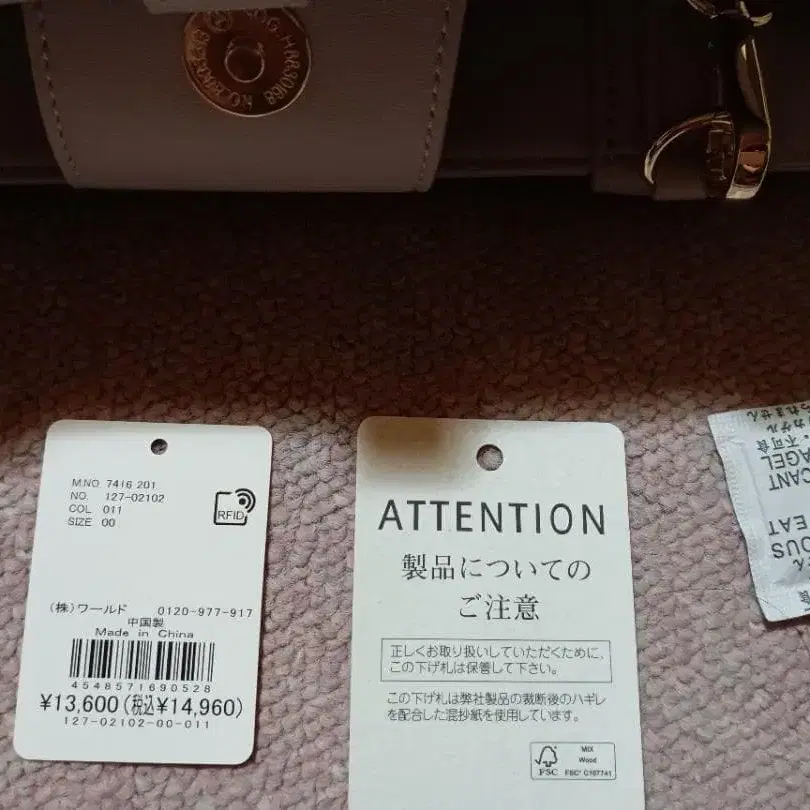 M.NO. 7416 201
NO. 127-02102
COL 011
SIZE 00
RFID
(株)ワールド 0120-977-917
中国製
Made in China
4548571690528
¥13,600(税込¥14,960)
127-02102-00-011
ATTENTION
製品についての
ご注意
正しくお取り扱いしていただくために、
この下げ札は保管して下さい。
この下げ札は弊社製品の裁断後のハギレ
を配合した混抄紙を使用しています。
FSC
MIX
Wood
FSC® C107741
不可食
EAT